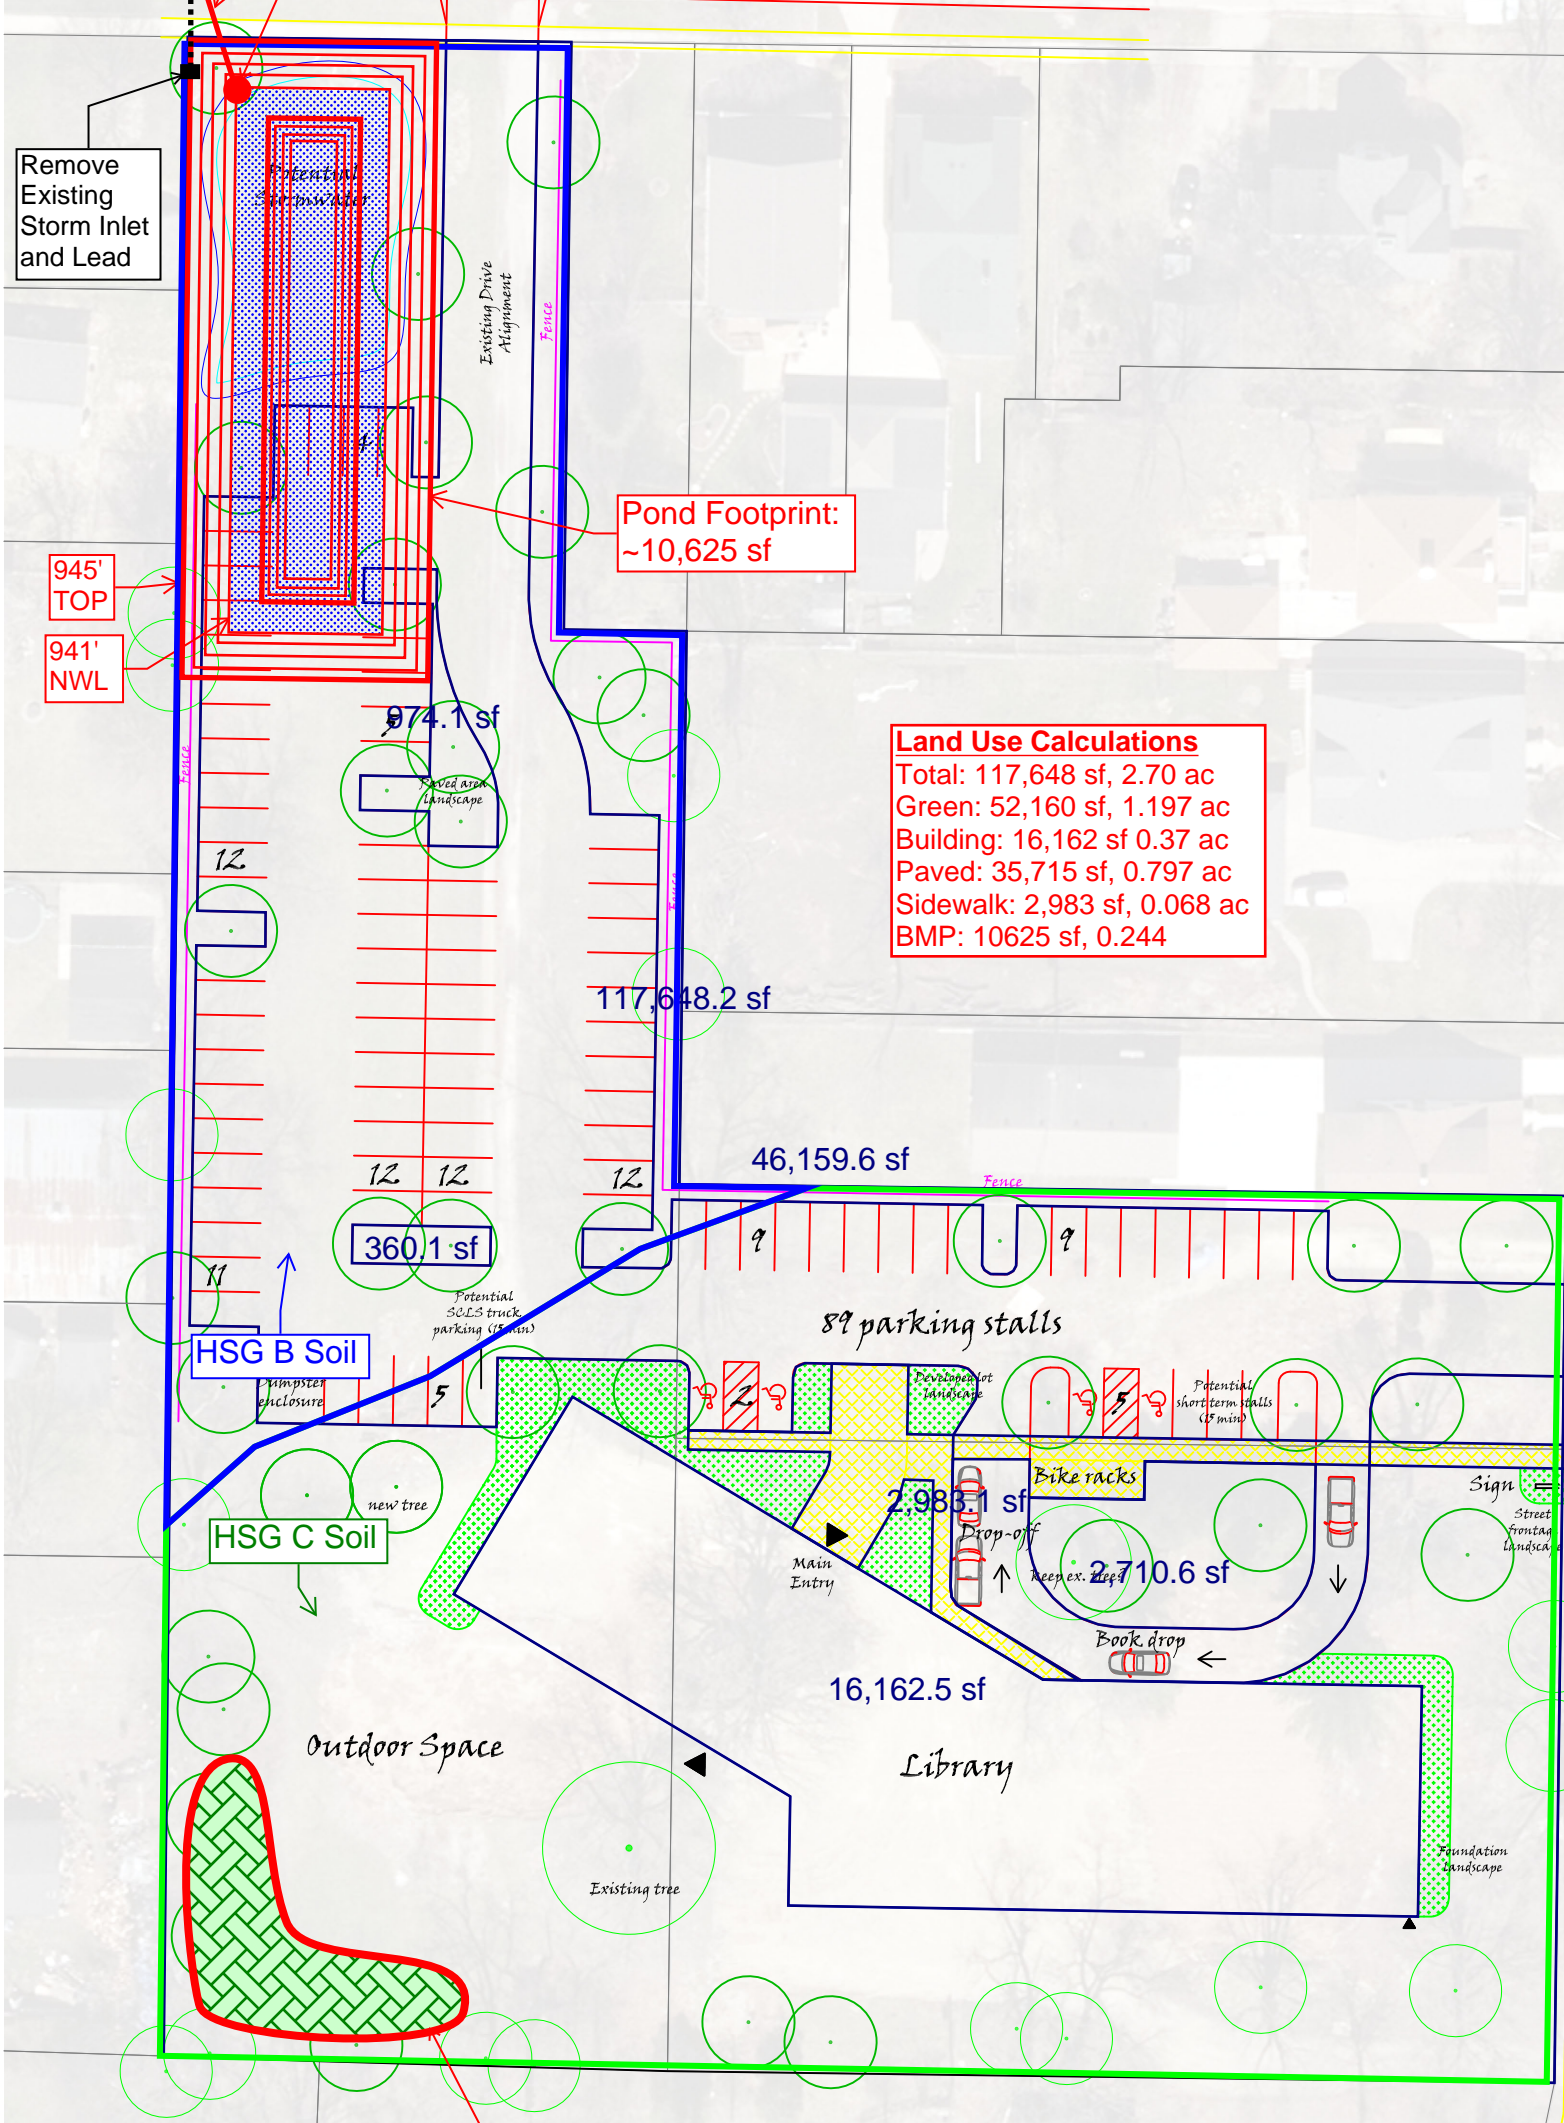 Remove
Existing
Storm Inlet
and Lead
Potential
Stormwater
Existing Drive
Alignment
Fence
4
Pond Footprint:
~10,625 sf
945'
TOP
941'
NWL
974.1 sf
5
Paved area
landscape
Fence
Land Use Calculations
Total: 117,648 sf, 2.70 ac
Green: 52,160 sf, 1.197 ac
Building: 16,162 sf 0.37 ac
Paved: 35,715 sf, 0.797 ac
Sidewalk: 2,983 sf, 0.068 ac
BMP: 10625 sf, 0.244
12
Fence
117,648.2 sf
46,159.6 sf
12
12
12
Fence
360.1 sf
9
9
11
Potential
SCLS truck
parking (15 min)
89 parking stalls
HSG B Soil
Dumpster
enclosure
5
2
Developed lot
landscape
5
Potential
short term stalls
(15 min)
Bike racks
new tree
2,983.1 sf
Sign
Street
frontag
landscap
HSG C Soil
Drop-off
Main
Entry
Keep ex. trees?
2,710.6 sf
Book drop
16,162.5 sf
Outdoor Space
Library
Existing tree
Foundation
landscape